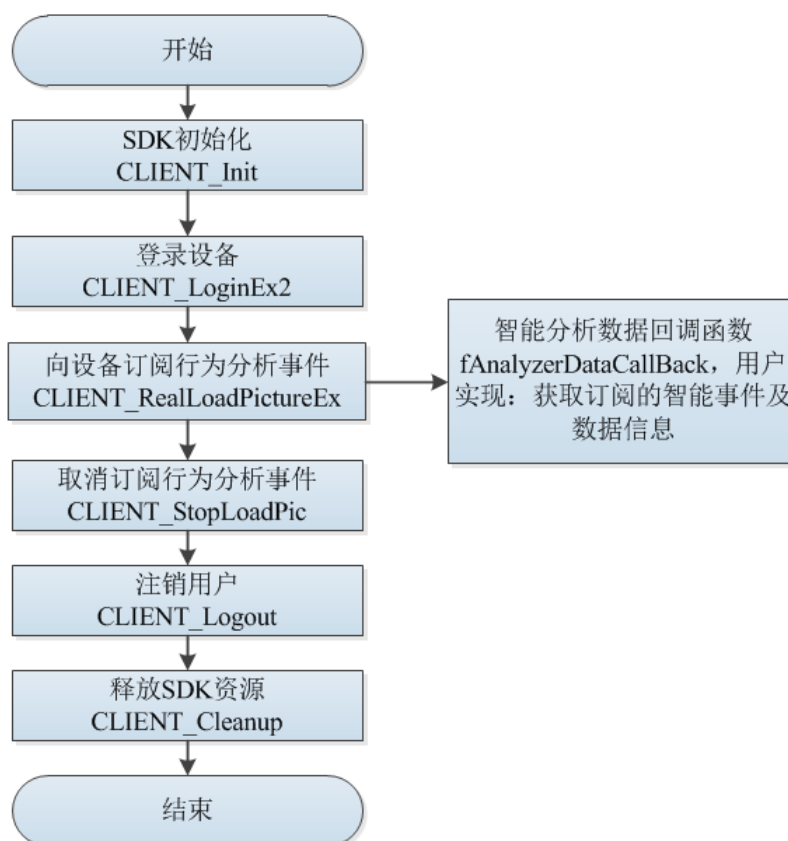 开始
SDK初始化
CLIENT_Init
登录设备
CLIENT_LoginEx2
向设备订阅行为分析事件
CLIENT_RealLoadPictureEx
智能分析数据回调函数
fAnalyzerDataCallBack，用户
实现：获取订阅的智能事件及
数据信息
取消订阅行为分析事件
CLIENT_StopLoadPic
注销用户
CLIENT_Logout
释放SDK资源
CLIENT_Cleanup
结束